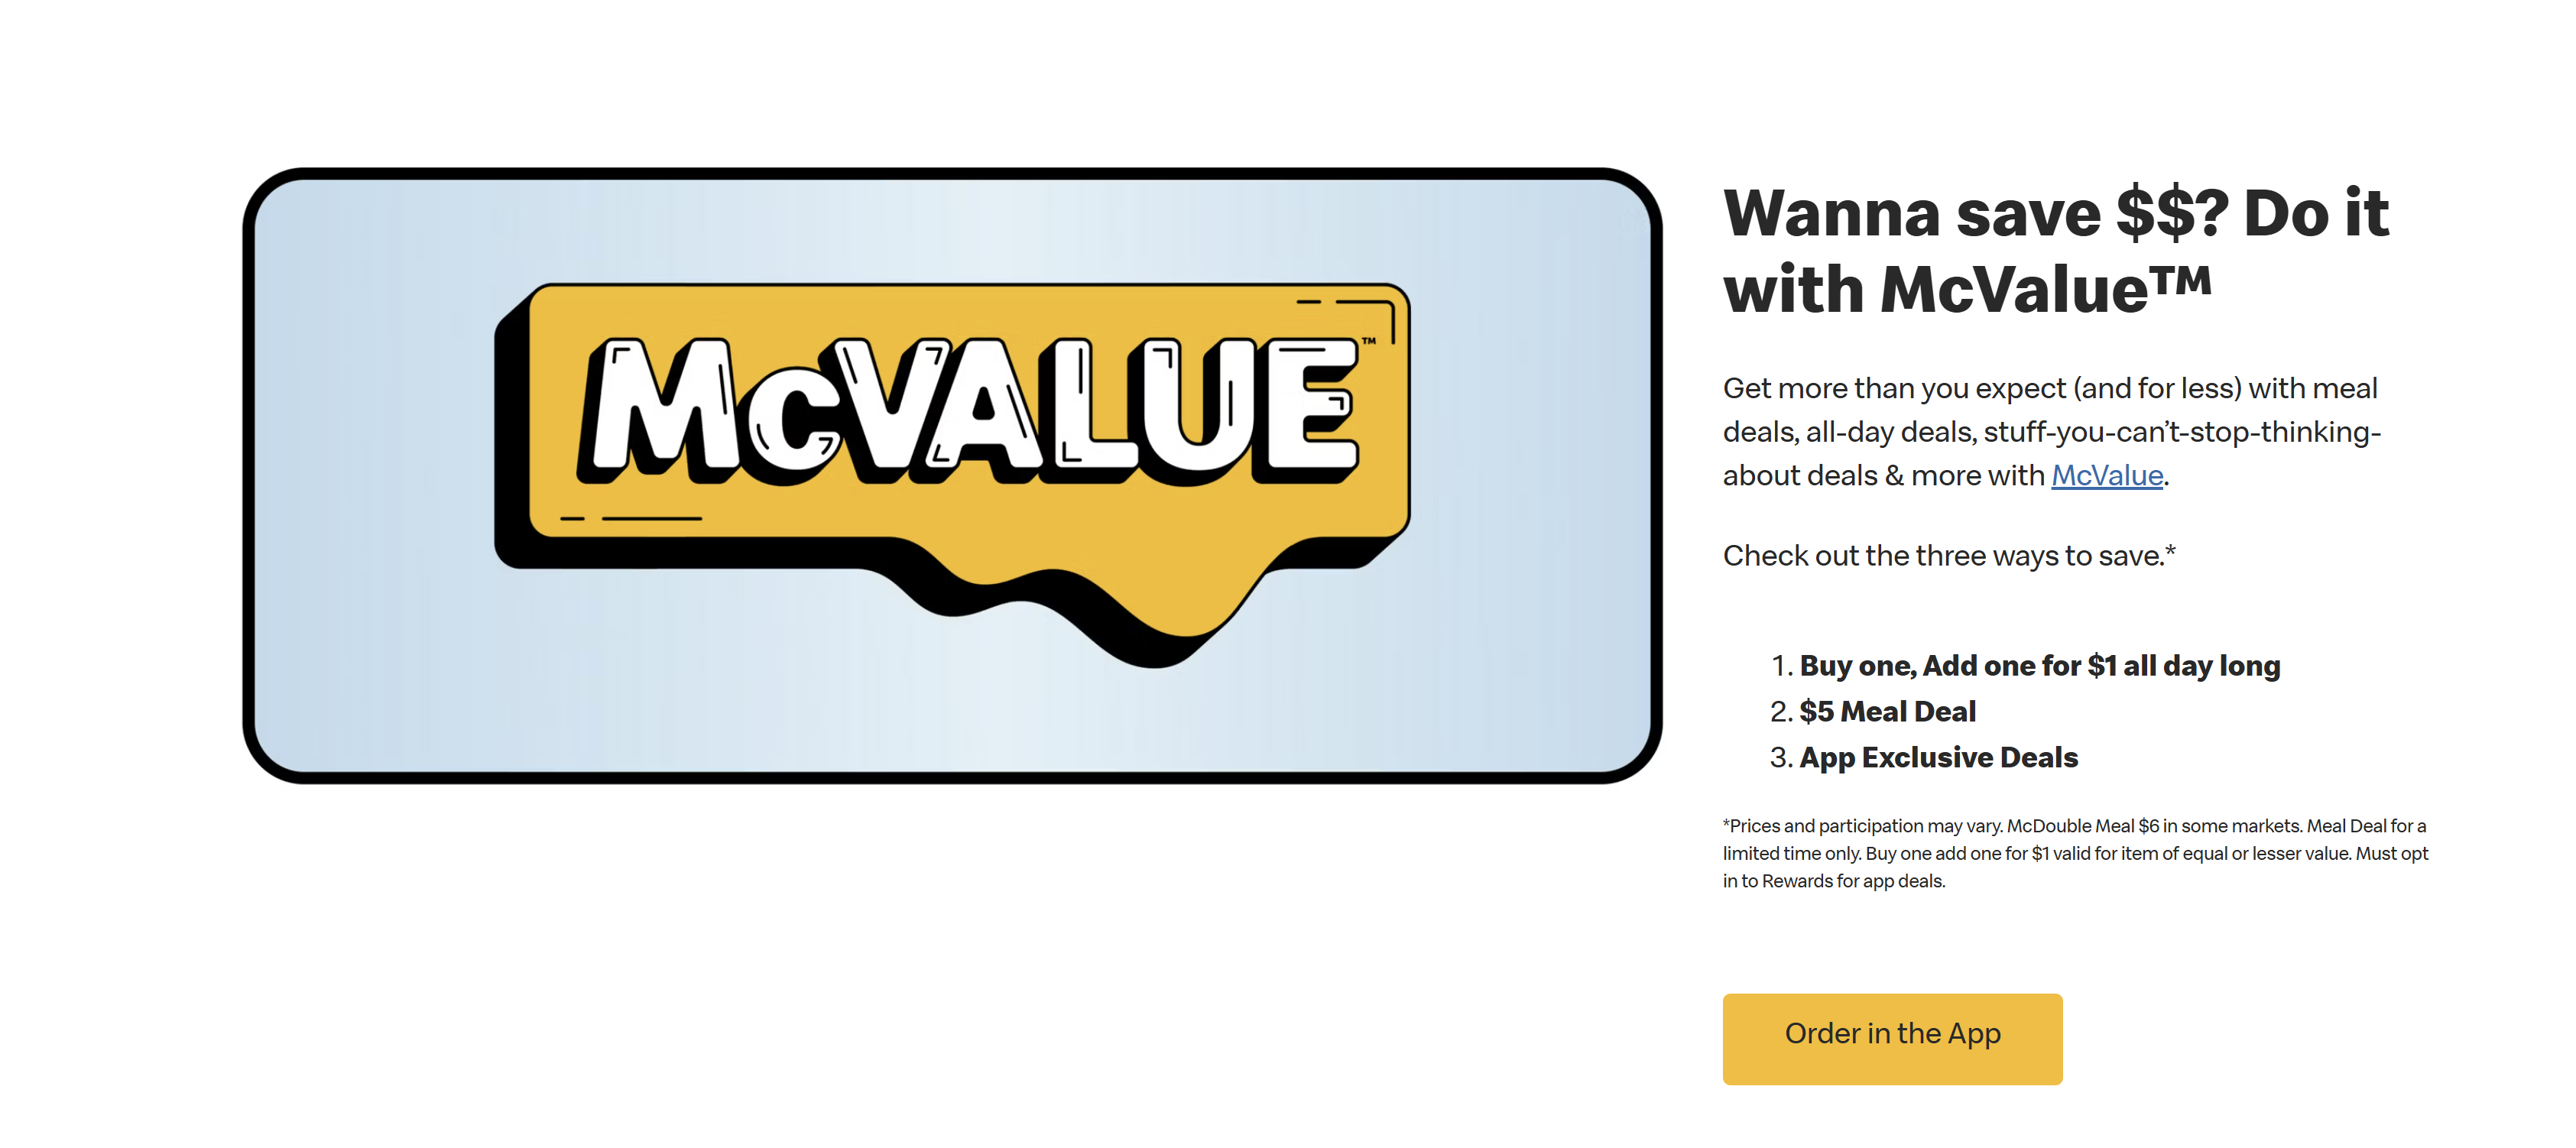 McVALUE™
Wanna save $$? Do it
with McValue™
Get more than you expect (and for less) with meal
deals, all-day deals, stuff-you-can’t-stop-thinking-
about deals & more with McValue.
Check out the three ways to save.*
1. Buy one, Add one for $1 all day long
2. $5 Meal Deal
3. App Exclusive Deals
*Prices and participation may vary. McDouble Meal $6 in some markets. Meal Deal for a
limited time only. Buy one add one for $1 valid for item of equal or lesser value. Must opt
in to Rewards for app deals.
Order in the App